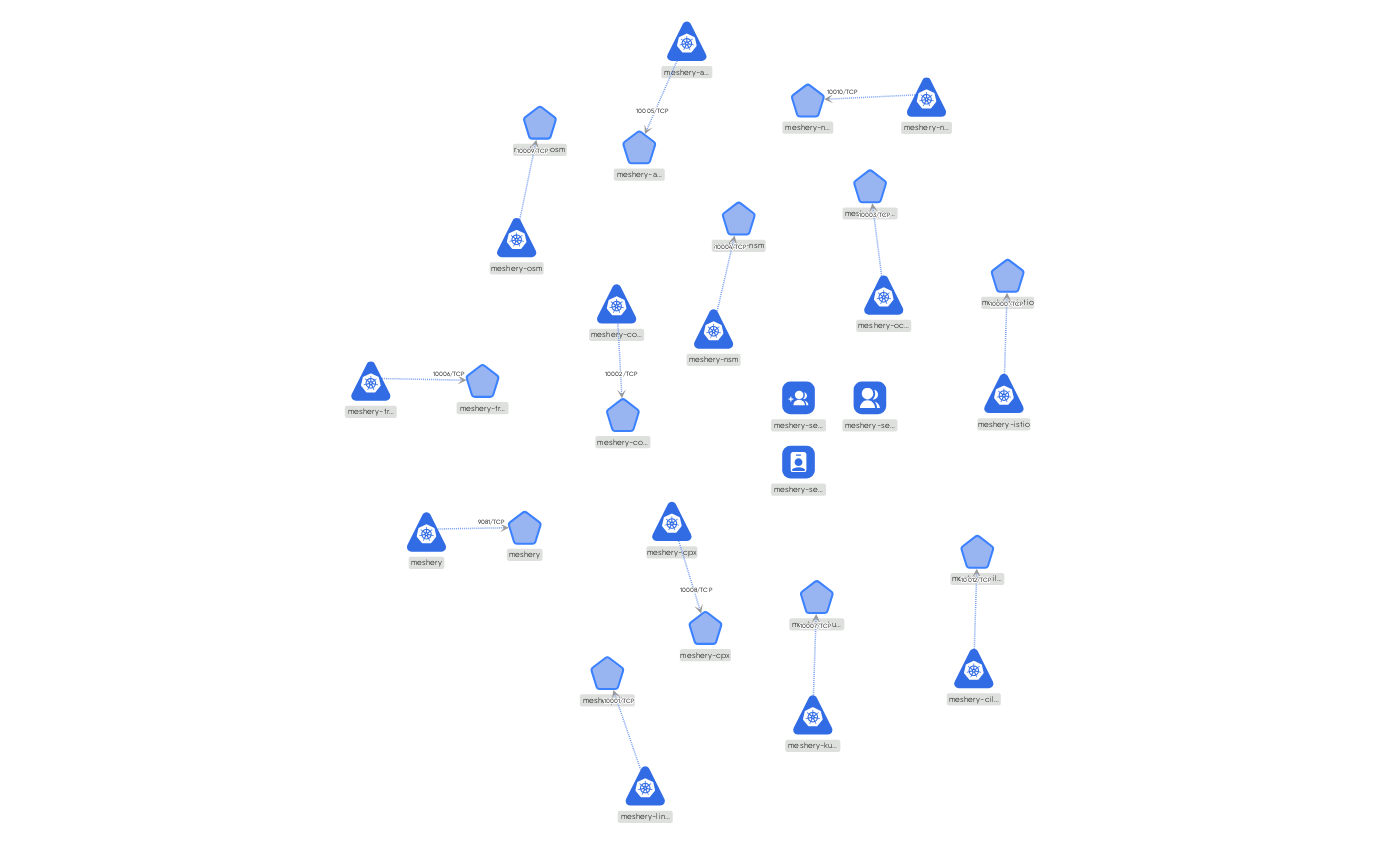 meshery-a...
10005/TCP
meshery-a...
10010/TCP
meshery-n...
meshery-n...
10009/TCP
osm
meshery-osm
10004/TCP
-nsm
meshery-nsm
10003/TCP
meshery-oc...
10000/TCP
tio
meshery-istio
meshery-co...
10002/TCP
meshery-co...
10006/TCP
meshery-tr...
meshery-tr...
meshery-se...
meshery-se...
meshery-se...
9081/TCP
meshery
meshery
meshery-cpx
10008/TCP
meshery-cpx
10012/TCP
meshery-cil...
10007/TCP
meshery-ku...
10001/TCP
meshery-lin...